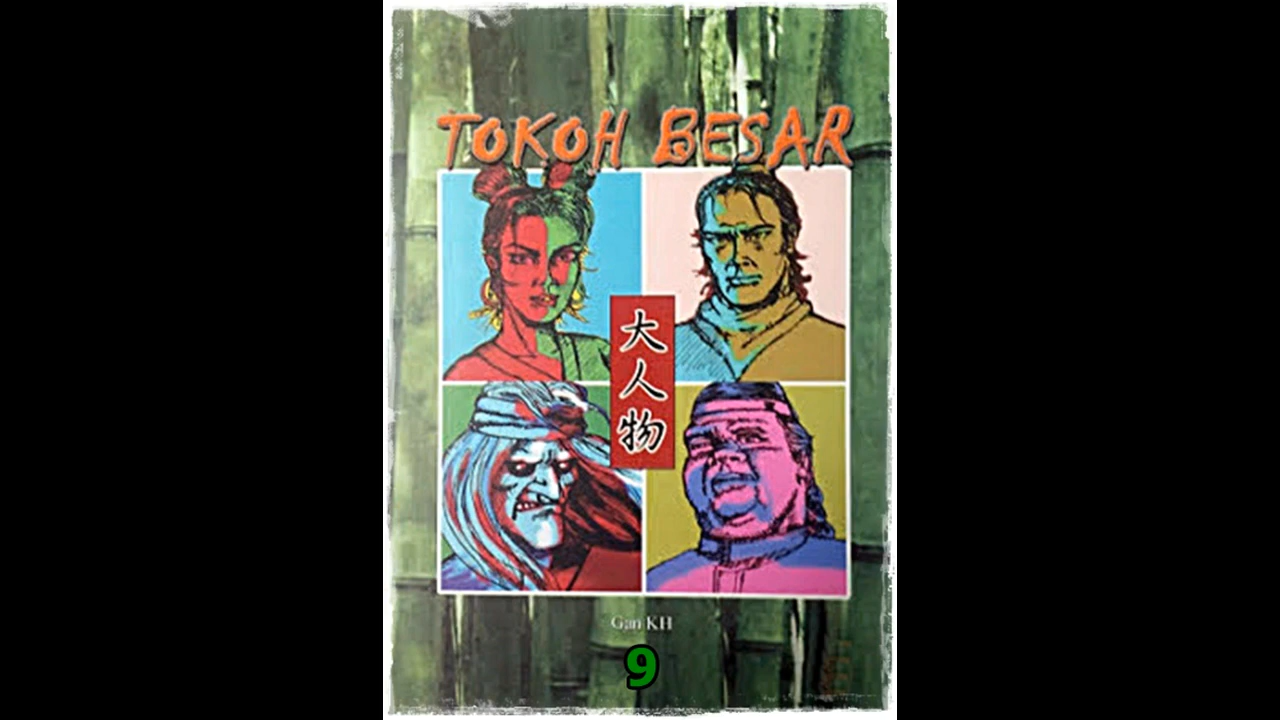 TOKOH BESAR
大
人
物
Gan KH
9